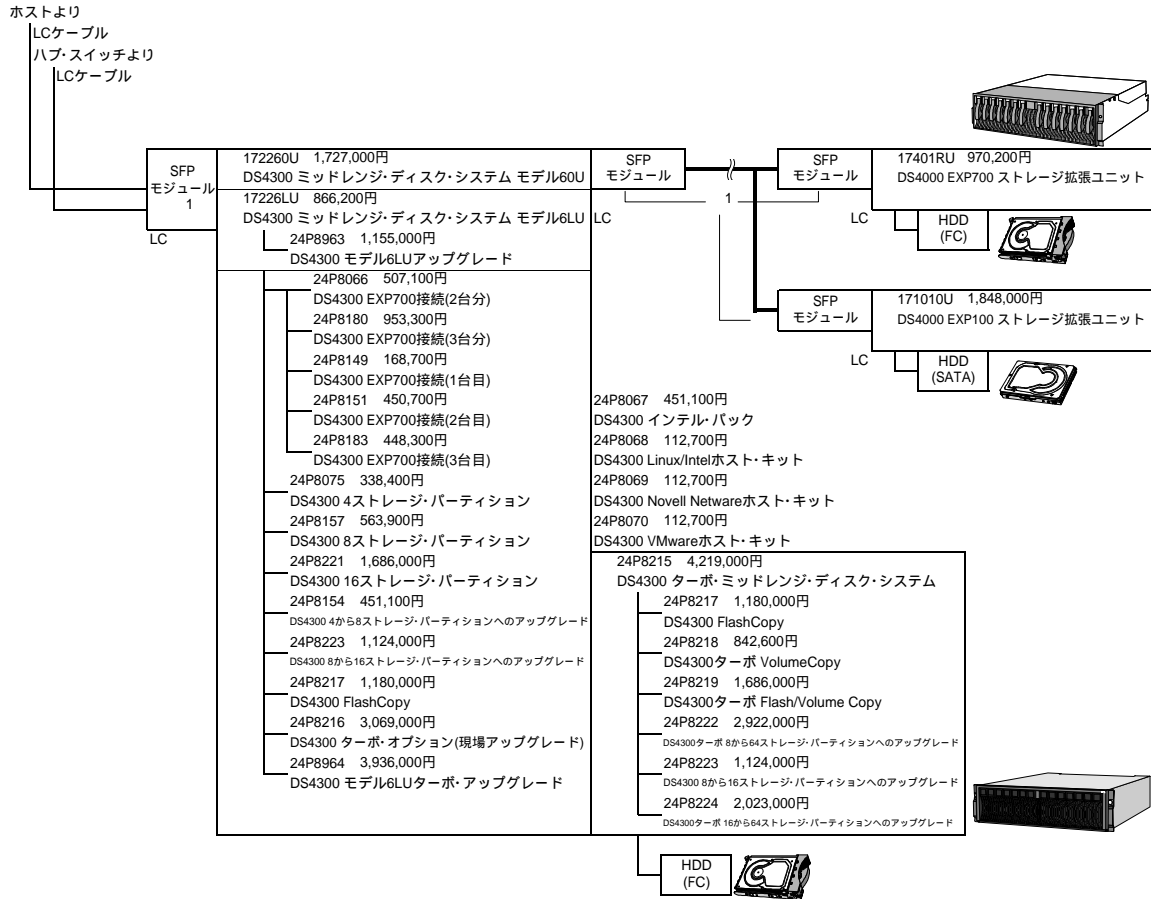 ホストより
LCケーブル
ハブ・スイッチより
LCケーブル
SFP
モジュール
1
LC
172260U 1,727,000円
DS4300 ミッドレンジ・ディスク・システム モデル60U
17226LU 866,200円
DS4300 ミッドレンジ・ディスク・システム モデル6LU
24P8963 1,155,000円
DS4300 モデル6LUアップグレード
24P8066 507,100円
DS4300 EXP700接続(2台分)
24P8180 953,300円
DS4300 EXP700接続(3台分)
24P8149 168,700円
DS4300 EXP700接続(1台目)
24P8151 450,700円
DS4300 EXP700接続(2台目)
24P8183 448,300円
DS4300 EXP700接続(3台目)
24P8075 338,400円
DS4300 4ストレージ・パーティション
24P8157 563,900円
DS4300 8ストレージ・パーティション
24P8221 1,686,000円
DS4300 16ストレージ・パーティション
24P8154 451,100円
DS4300 4から8ストレージ・パーティションへのアップグレード
24P8223 1,124,000円
DS4300 8から16ストレージ・パーティションへのアップグレード
24P8217 1,180,000円
DS4300 FlashCopy
24P8216 3,069,000円
DS4300 ターボ・オプション(現場アップグレード)
24P8964 3,936,000円
DS4300 モデル6LUターボ・アップグレード
SFP
モジュール
LC
1
SFP
モジュール
LC
17401RU 970,200円
DS4000 EXP700 ストレージ拡張ユニット
HDD
(FC)
SFP
モジュール
LC
171010U 1,848,000円
DS4000 EXP100 ストレージ拡張ユニット
HDD
(SATA)
24P8067 451,100円
DS4300 インテル・パック
24P8068 112,700円
DS4300 Linux/Intelホスト・キット
24P8069 112,700円
DS4300 Novell Netwareホスト・キット
24P8070 112,700円
DS4300 VMwareホスト・キット
24P8215 4,219,000円
DS4300 ターボ・ミッドレンジ・ディスク・システム
24P8217 1,180,000円
DS4300 FlashCopy
24P8218 842,600円
DS4300ターボ VolumeCopy
24P8219 1,686,000円
DS4300ターボ Flash/Volume Copy
24P8222 2,922,000円
DS4300ターボ 8から64ストレージ・パーティションへのアップグレード
24P8223 1,124,000円
DS4300 8から16ストレージ・パーティションへのアップグレード
24P8224 2,023,000円
DS4300ターボ 16から64ストレージ・パーティションへのアップグレード
HDD
(FC)